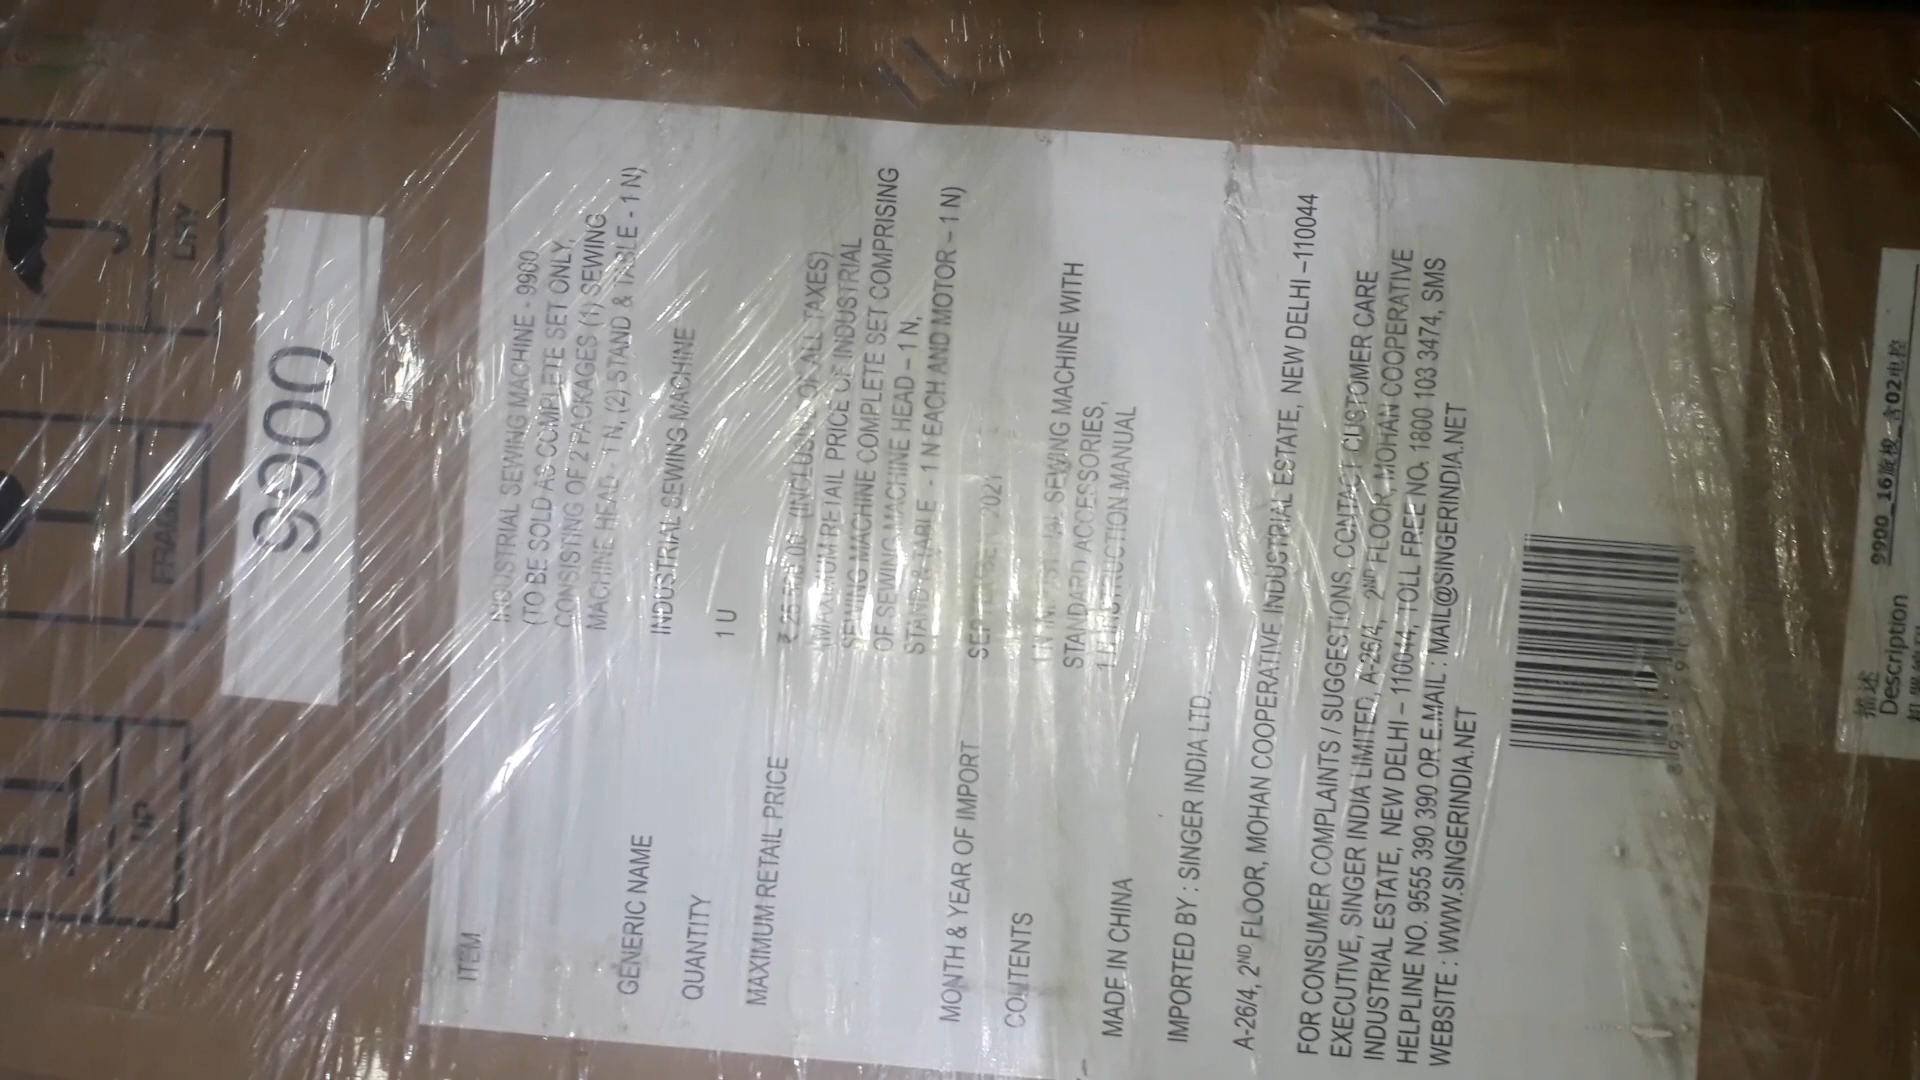 UP
FRAGILE
DRY
9900
ITEM
INDUSTRIAL SEWING MACHINE - 9900
(TO BE SOLD AS COMPLETE SET ONLY,
CONSISTING OF 2 PACKAGES (1) SEWING
MACHINE HEAD - 1 N, (2) STAND & TABLE - 1 N)
GENERIC NAME INDUSTRIAL SEWING MACHINE
QUANTITY 1 U
MAXIMUM RETAIL PRICE (INCLUSIVE OF ALL TAXES)
(MAXIMUM RETAIL PRICE OF INDUSTRIAL
SEWING MACHINE COMPLETE SET COMPRISING
OF SEWING MACHINE HEAD – 1 N,
STAND & TABLE - 1 N EACH AND MOTOR – 1 N)
MONTH & YEAR OF IMPORT SEPTEMBER 2021
CONTENTS 1 N INDUSTRIAL SEWING MACHINE WITH
STANDARD ACCESSORIES,
1 N INSTRUCTION MANUAL
MADE IN CHINA
IMPORTED BY : SINGER INDIA LTD.
A-26/4, 2ND FLOOR, MOHAN COOPERATIVE INDUSTRIAL ESTATE, NEW DELHI –110044
FOR CONSUMER COMPLAINTS / SUGGESTIONS, CONTACT CUSTOMER CARE
EXECUTIVE, SINGER INDIA LIMITED, A-26/4, 2ND FLOOR, MOHAN COOPERATIVE
INDUSTRIAL ESTATE, NEW DELHI – 110044, TOLL FREE NO. 1800 103 3474, SMS
HELPLINE NO. 9555 390 390 OR E.MAIL : MAIL@SINGERINDIA.NET
WEBSITE : WWW.SINGERINDIA.NET
描述
Description 9900_16旋梭_含02电控